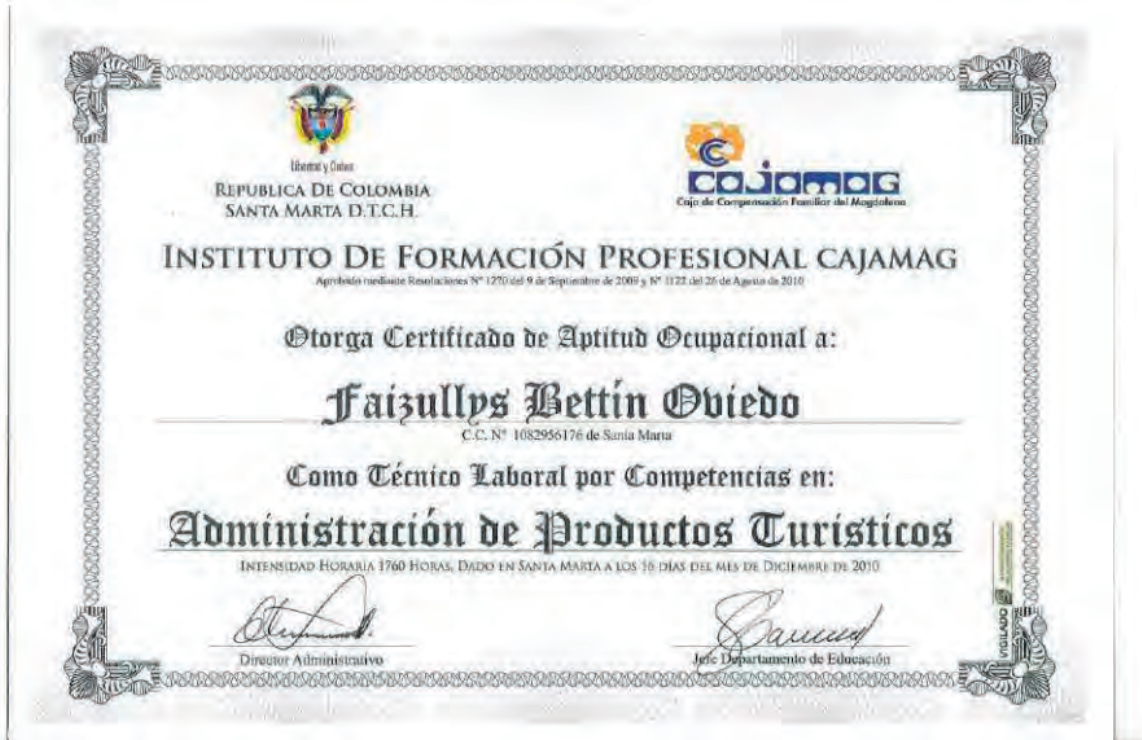 Libertad y Orden
REPUBLICA DE COLOMBIA
SANTA MARTA D.T.C.H.
cajamag
Caja de Compensación Familiar del Magdalena
INSTITUTO DE FORMACIÓN PROFESIONAL CAJAMAG
Aprobado mediante Resoluciones N° 1270 del 9 de Septiembre de 2009 y N° 1122 del 26 de Agosto de 2010
Otorga Certificado de Aptitud Ocupacional a:
Faizullys Bettín Oviedo
C.C. N° 1082956176 de Santa Marta
Como Técnico Laboral por Competencias en:
Administración de Productos Turísticos
INTENSIDAD HORARIA 1760 HORAS, DADO EN SANTA MARTA A LOS 16 DÍAS DEL MES DE DICIEMBRE DE 2010
Director Administrativo
Jefe Departamento de Educación
VIGILADO